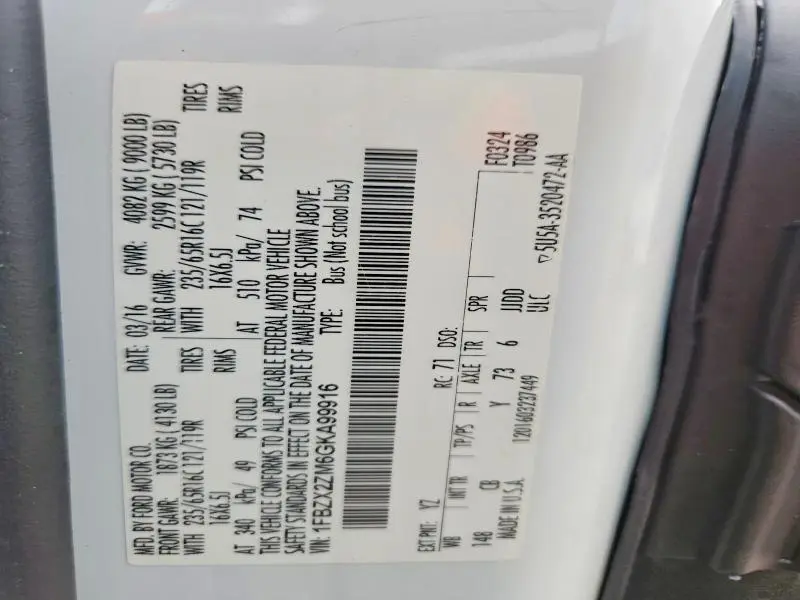 MFD. BY FORD MOTOR CO. DATE: 03/16 GVWR: 4082 KG ( 9000 LB)
FRONT GAWR: 1873 KG ( 4130 LB) REAR GAWR: 2599 KG ( 5730 LB)
WITH 235/65R16C 121/119R TIRES WITH 235/65R16C 121/119R TIRES
16X6.5J RIMS 16X6.5J RIMS
AT 340 kPa/ 49 PSI COLD AT 510 kPa/ 74 PSI COLD
THIS VEHICLE CONFORMS TO ALL APPLICABLE FEDERAL MOTOR VEHICLE
SAFETY STANDARDS IN EFFECT ON THE DATE OF MANUFACTURE SHOWN ABOVE.
VIN: 1FBZX2ZM6GKA99916 TYPE: Bus (Not school bus)
EXT PNT: YZ RC: 71 DSO: F0324
WB INT TR TP/PS R AXLE TR SPR T0986
148 CB Y 73 6 JJDD
MADE IN U.S.A. 1201603237449 ULC ▽5U5A-3520472-AA